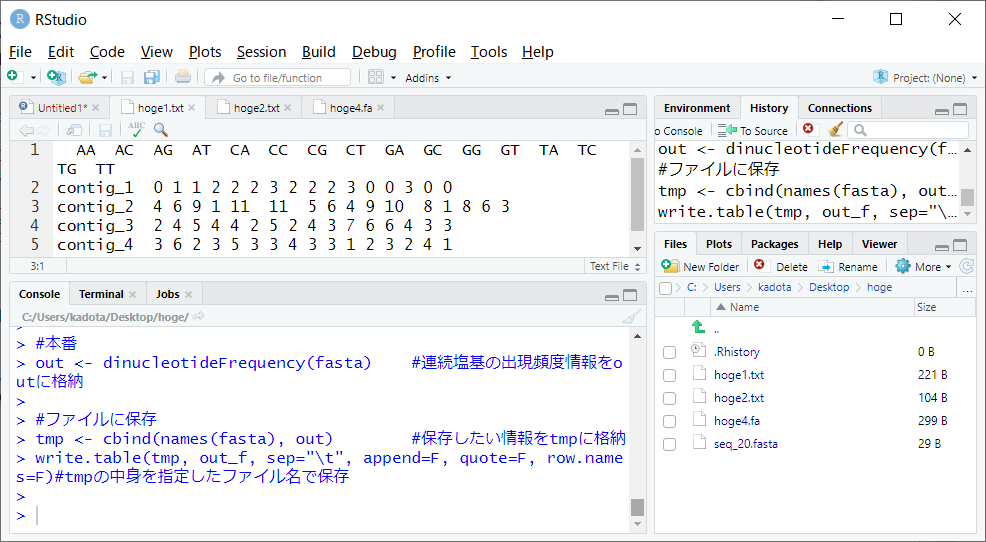 RStudio
File Edit Code View Plots Session Build Debug Profile Tools Help
Go to file/function Addins Project: (None)
Untitled1* hoge1.txt hoge2.txt hoge4.fa
ABC
1 AA AC AG AT CA CC CG CT GA GC GG GT TA TC
TG TT
2 contig_1 0 1 1 2 2 2 3 2 2 2 3 0 0 3 0 0
3 contig_2 4 6 9 1 11 11 5 6 4 9 10 8 1 8 6 3
4 contig_3 2 4 5 4 4 2 5 2 4 3 7 6 6 4 3 3
5 contig_4 3 6 2 3 5 3 3 4 3 3 1 2 3 2 4 1
3:1 Text File
Console Terminal Jobs
C:/Users/kadota/Desktop/hoge/
>
> #本番
> out <- dinucleotideFrequency(fasta) #連続塩基の出現頻度情報をo
utに格納
>
> #ファイルに保存
> tmp <- cbind(names(fasta), out) #保存したい情報をtmpに格納
> write.table(tmp, out_f, sep="\t", append=F, quote=F, row.name
s=F)#tmpの中身を指定したファイル名で保存
>
>
Environment History Connections
o Console To Source
out <- dinucleotideFrequency(f…
#ファイルに保存
tmp <- cbind(names(fasta), out…
write.table(tmp, out_f, sep="\…
Files Plots Packages Help Viewer
New Folder Delete Rename More
C: Users kadota Desktop hoge ...
Name Size
..
.Rhistory 0 B
hoge1.txt 221 B
hoge2.txt 104 B
hoge4.fa 299 B
seq_20.fasta 29 B